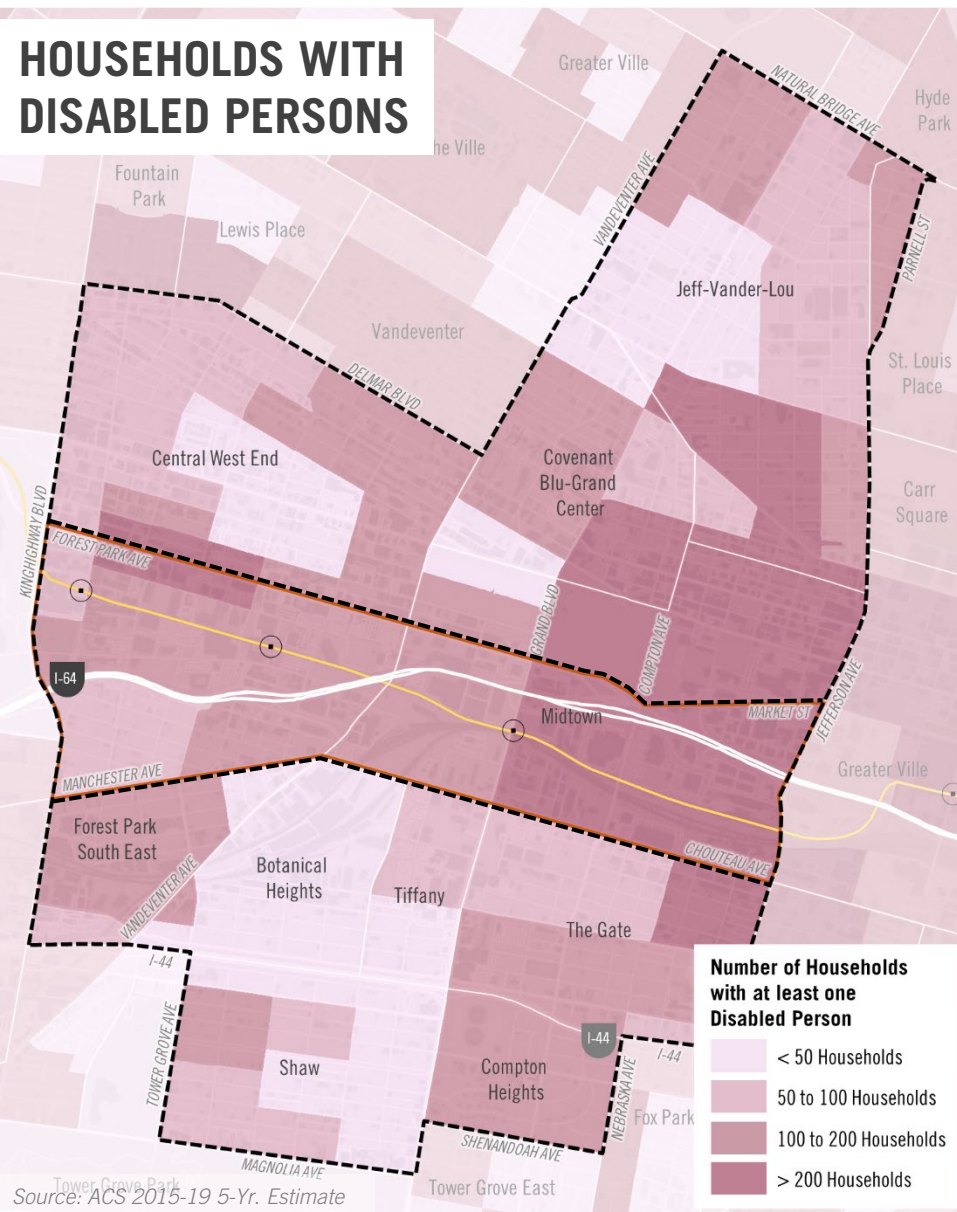 HOUSEHOLDS WITH
DISABLED PERSONS
Greater Ville
NATURAL BRIDGE AVE
Hyde
Park
he Ville
Fountain
Park
VANDEVENTER AVE
Lewis Place
PARNELL ST
Jeff-Vander-Lou
Vandeventer
St. Louis
Place
DELMAR BLVD
Central West End
Covenant
Blu-Grand
Center
Carr
Square
KINGHIGHWAY BLVD
FOREST PARK AVE
GRAND BLVD
COMPTON AVE
I-64
Midtown
MARKET ST
JEFFERSON AVE
MANCHESTER AVE
Greater Ville
Forest Park
South East
CHOUTEAU AVE
Botanical
Heights
Tiffany
VANDEVENTER AVE
The Gate
I-44
TOWER GROVE AVE
I-44
I-44
Shaw
Compton
Heights
NEBRASKA AVE
Fox Park
SHENANDOAH AVE
MAGNOLIA AVE
Tower Grove Park
Tower Grove East
Number of Households
with at least one
Disabled Person
< 50 Households
50 to 100 Households
100 to 200 Households
> 200 Households
Source: ACS 2015-19 5-Yr. Estimate